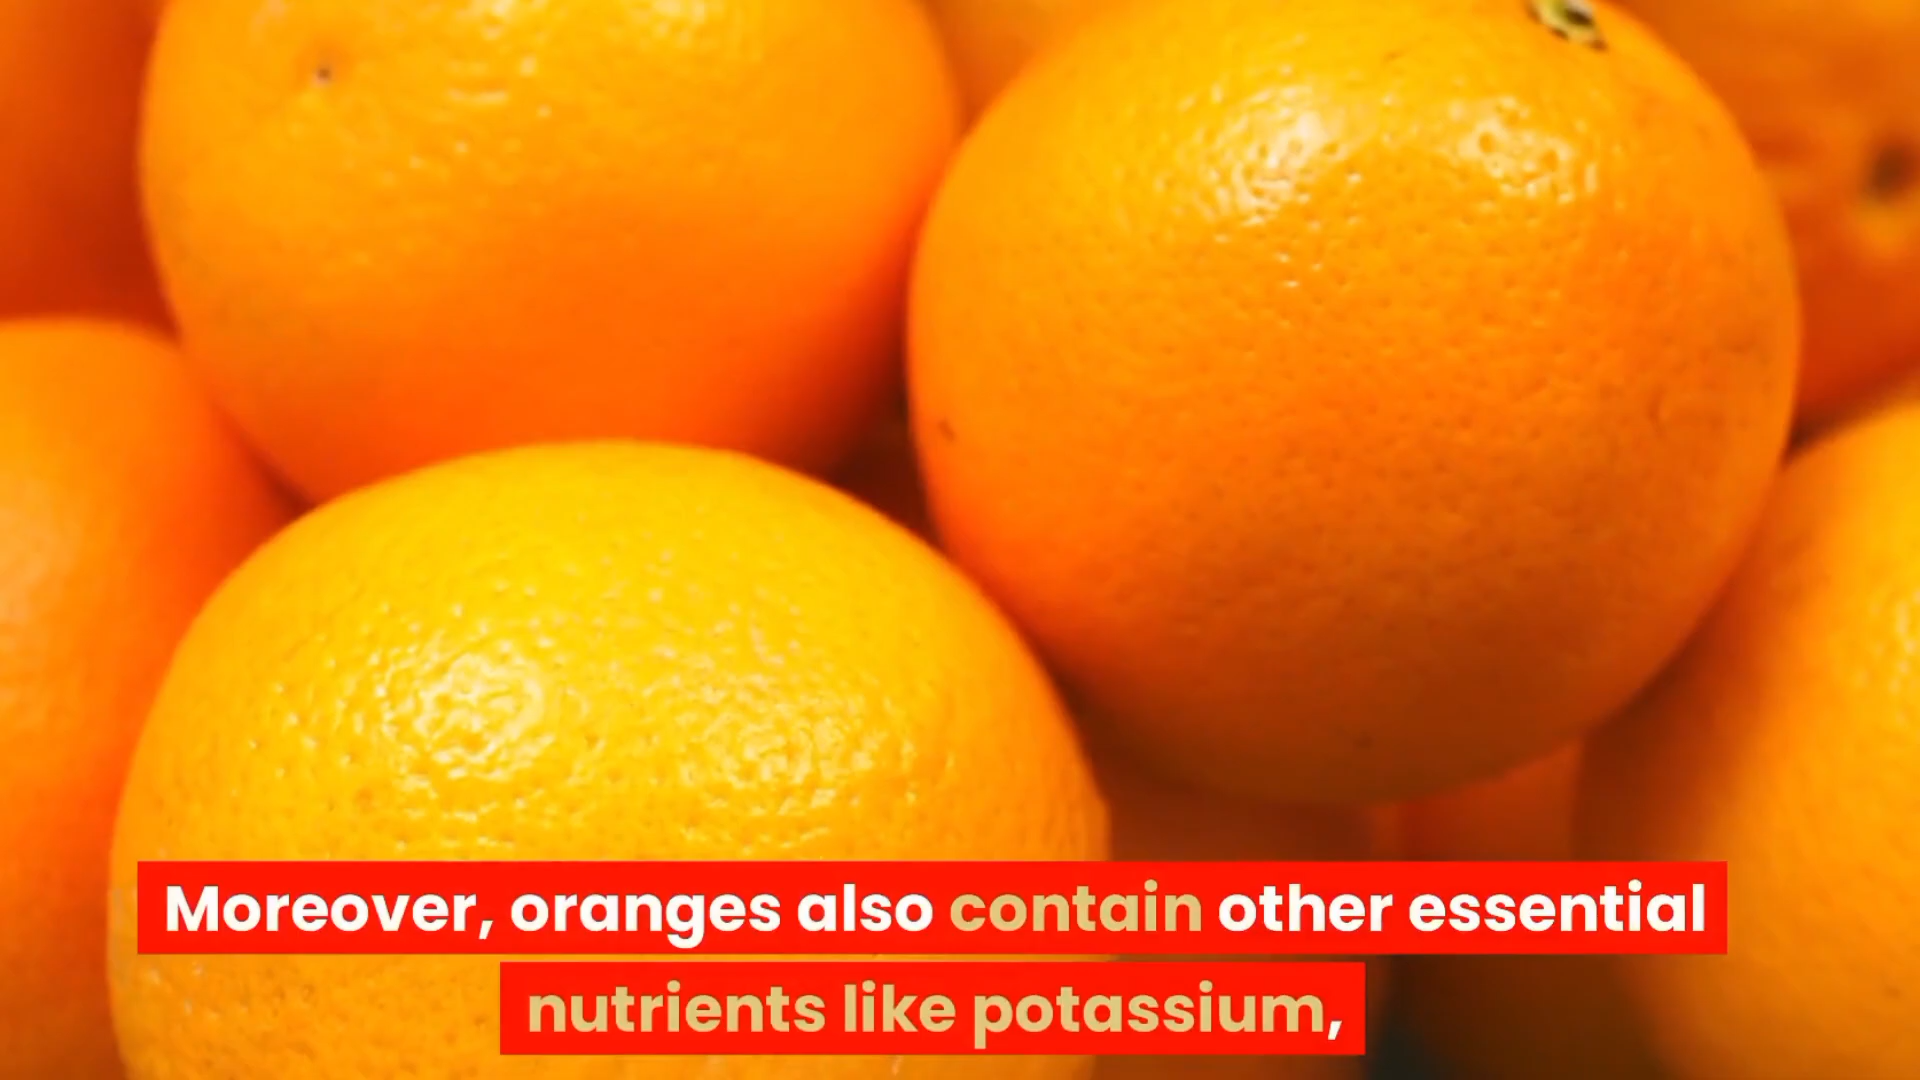 Moreover, oranges also contain other essential
nutrients like potassium,